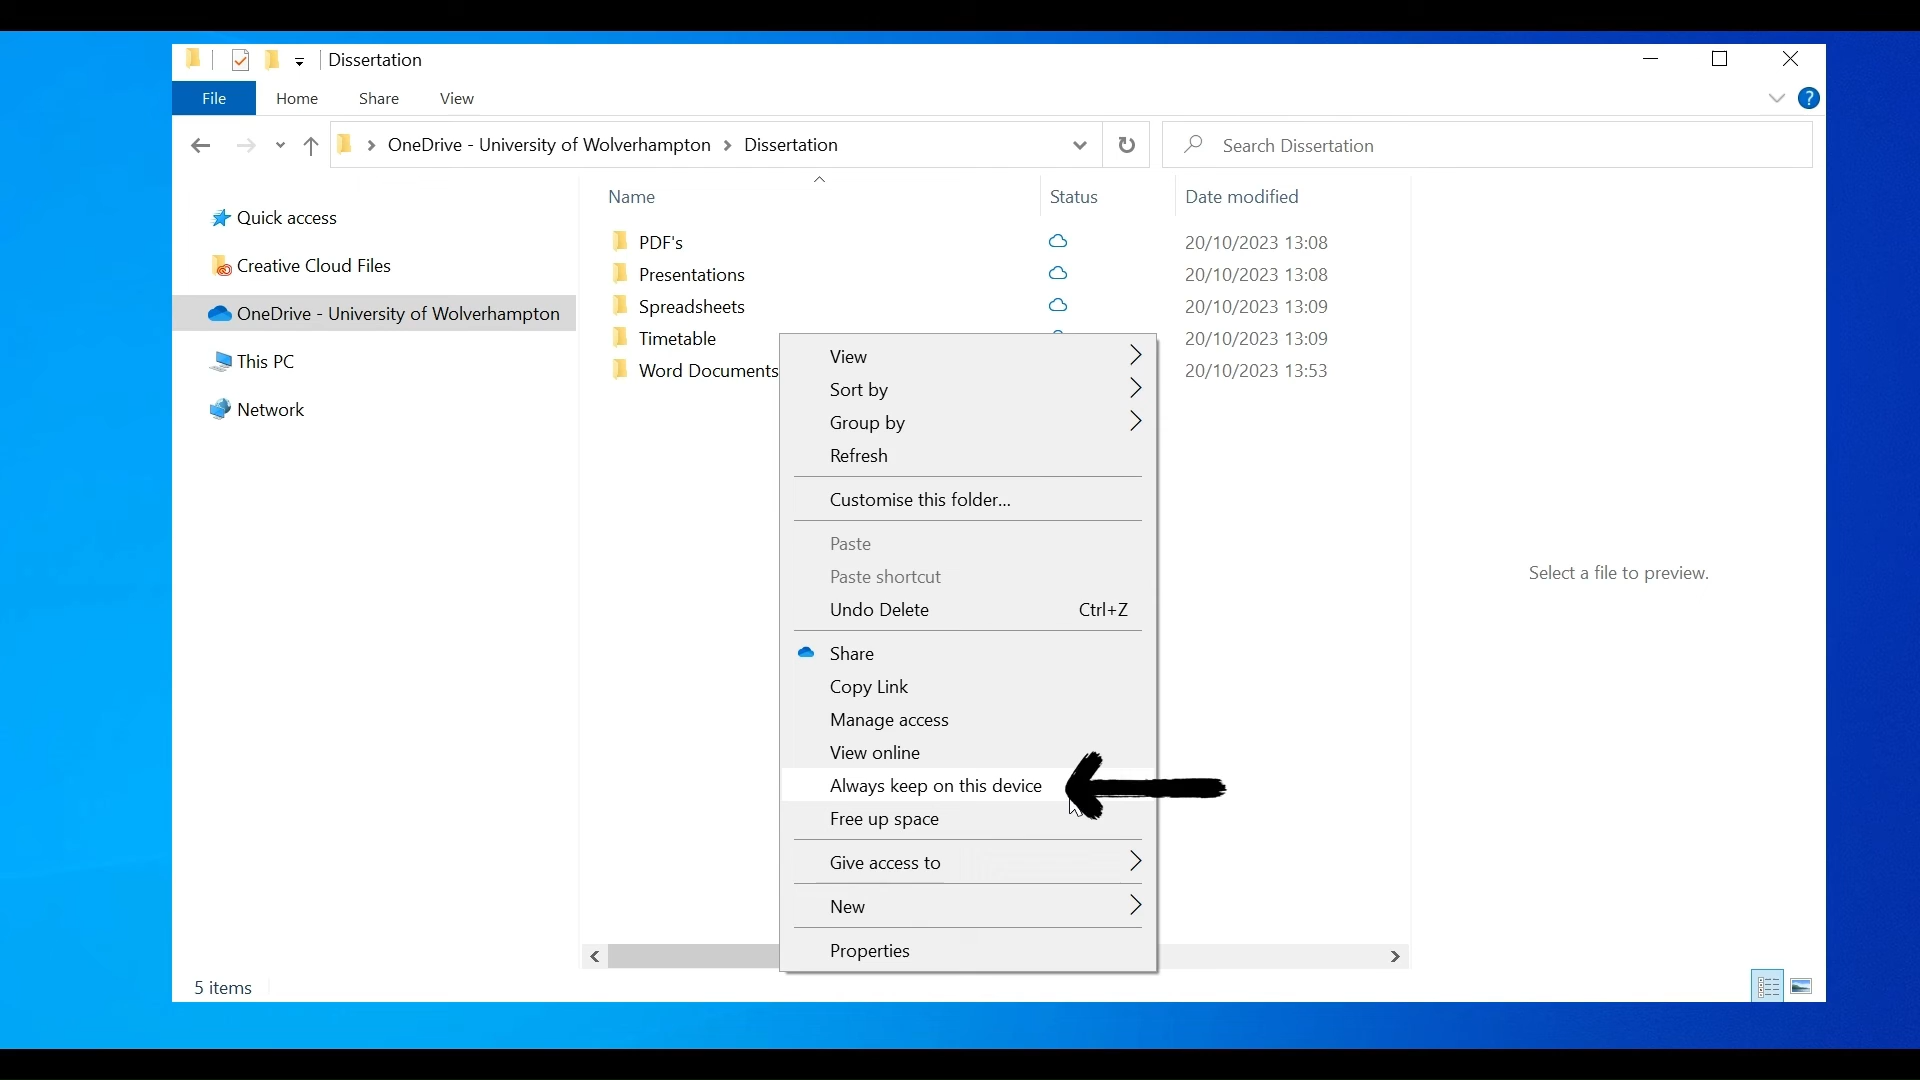 Dissertation
File Home Share View
?
OneDrive - University of Wolverhampton Dissertation
Search Dissertation
Name Status Date modified
Quick access
Creative Cloud Files
OneDrive - University of Wolverhampton
This PC
Network
PDF's 20/10/2023 13:08
Presentations 20/10/2023 13:08
Spreadsheets 20/10/2023 13:09
Timetable 20/10/2023 13:09
Word Documents 20/10/2023 13:53
View
Sort by
Group by
Refresh
Customise this folder...
Paste
Paste shortcut
Undo Delete Ctrl+Z
Share
Copy Link
Manage access
View online
Always keep on this device
Free up space
Give access to
New
Properties
Select a file to preview.
5 items